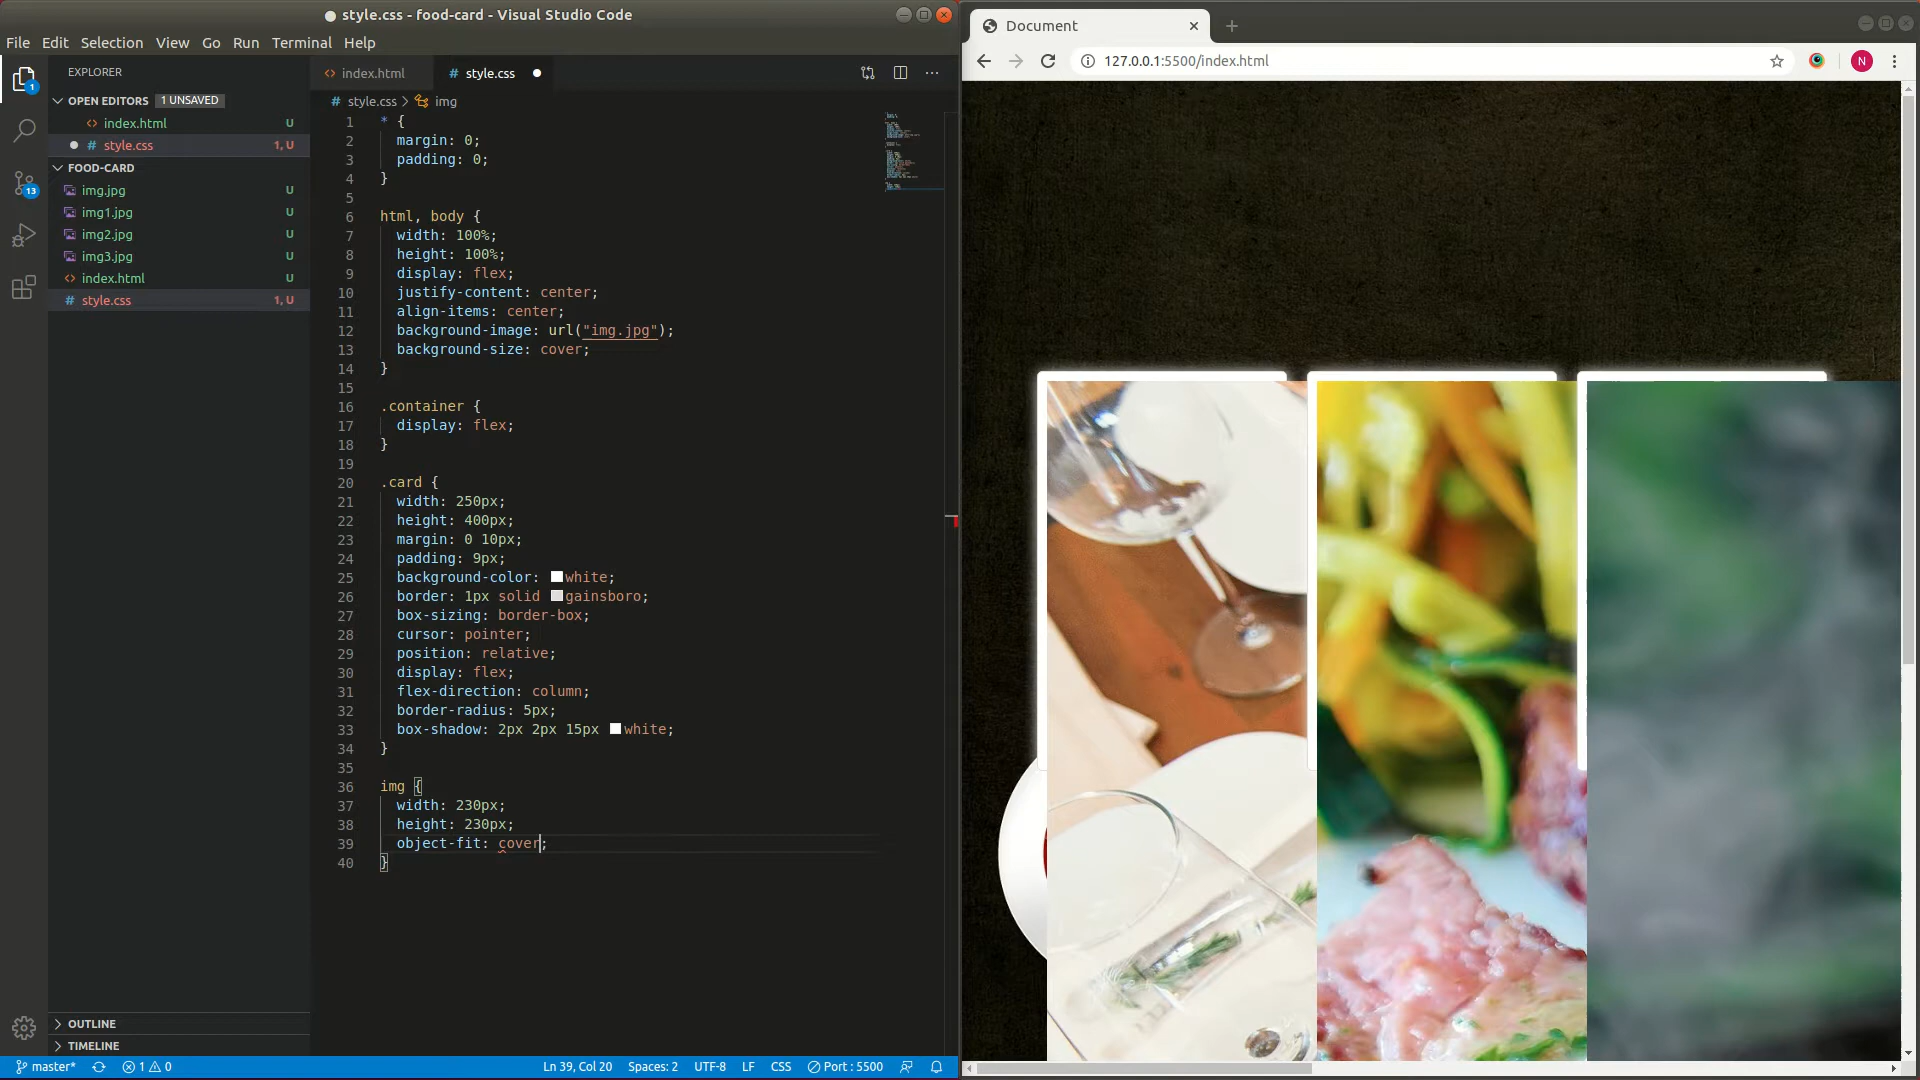 style.css - food-card - Visual Studio Code
File Edit Selection View Go Run Terminal Help
EXPLORER
OPEN EDITORS 1 UNSAVED
index.html U
style.css 1, U
FOOD-CARD
img.jpg U
img1.jpg U
img2.jpg U
img3.jpg U
index.html U
style.css 1, U
OUTLINE
TIMELINE
1
13
index.html
# style.css
# style.css > img
1 * {
2 margin: 0;
3 padding: 0;
4 }
5
6 html, body {
7 width: 100%;
8 height: 100%;
9 display: flex;
10 justify-content: center;
11 align-items: center;
12 background-image: url("img.jpg");
13 background-size: cover;
14 }
15
16 .container {
17 display: flex;
18 }
19
20 .card {
21 width: 250px;
22 height: 400px;
23 margin: 0 10px;
24 padding: 9px;
25 background-color: white;
26 border: 1px solid gainsboro;
27 box-sizing: border-box;
28 cursor: pointer;
29 position: relative;
30 display: flex;
31 flex-direction: column;
32 border-radius: 5px;
33 box-shadow: 2px 2px 15px white;
34 }
35
36 img {
37 width: 230px;
38 height: 230px;
39 object-fit: cover;
40 }
master* 1 0 Ln 39, Col 20 Spaces: 2 UTF-8 LF CSS Port : 5500
Document
127.0.0.1:5500/index.html
N